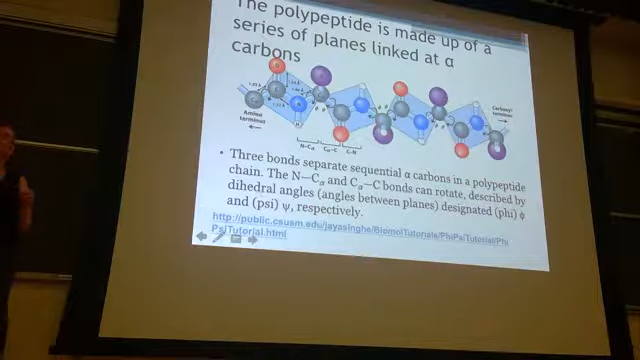 The polypeptide is made up of a
series of planes linked at α
carbons
Amino
terminus
Carboxyl
terminus
N–Cα
Cα–C
C–N
• Three bonds separate sequential α carbons in a polypeptide
chain. The N—Cα and Cα—C bonds can rotate, described by
dihedral angles (angles between planes) designated (phi) ϕ
and (psi) ψ, respectively.
http://public.csusm.edu/jayasinghe/BiomolTutorials/PhiPsiTutorial/Phi
PsiTutorial.html